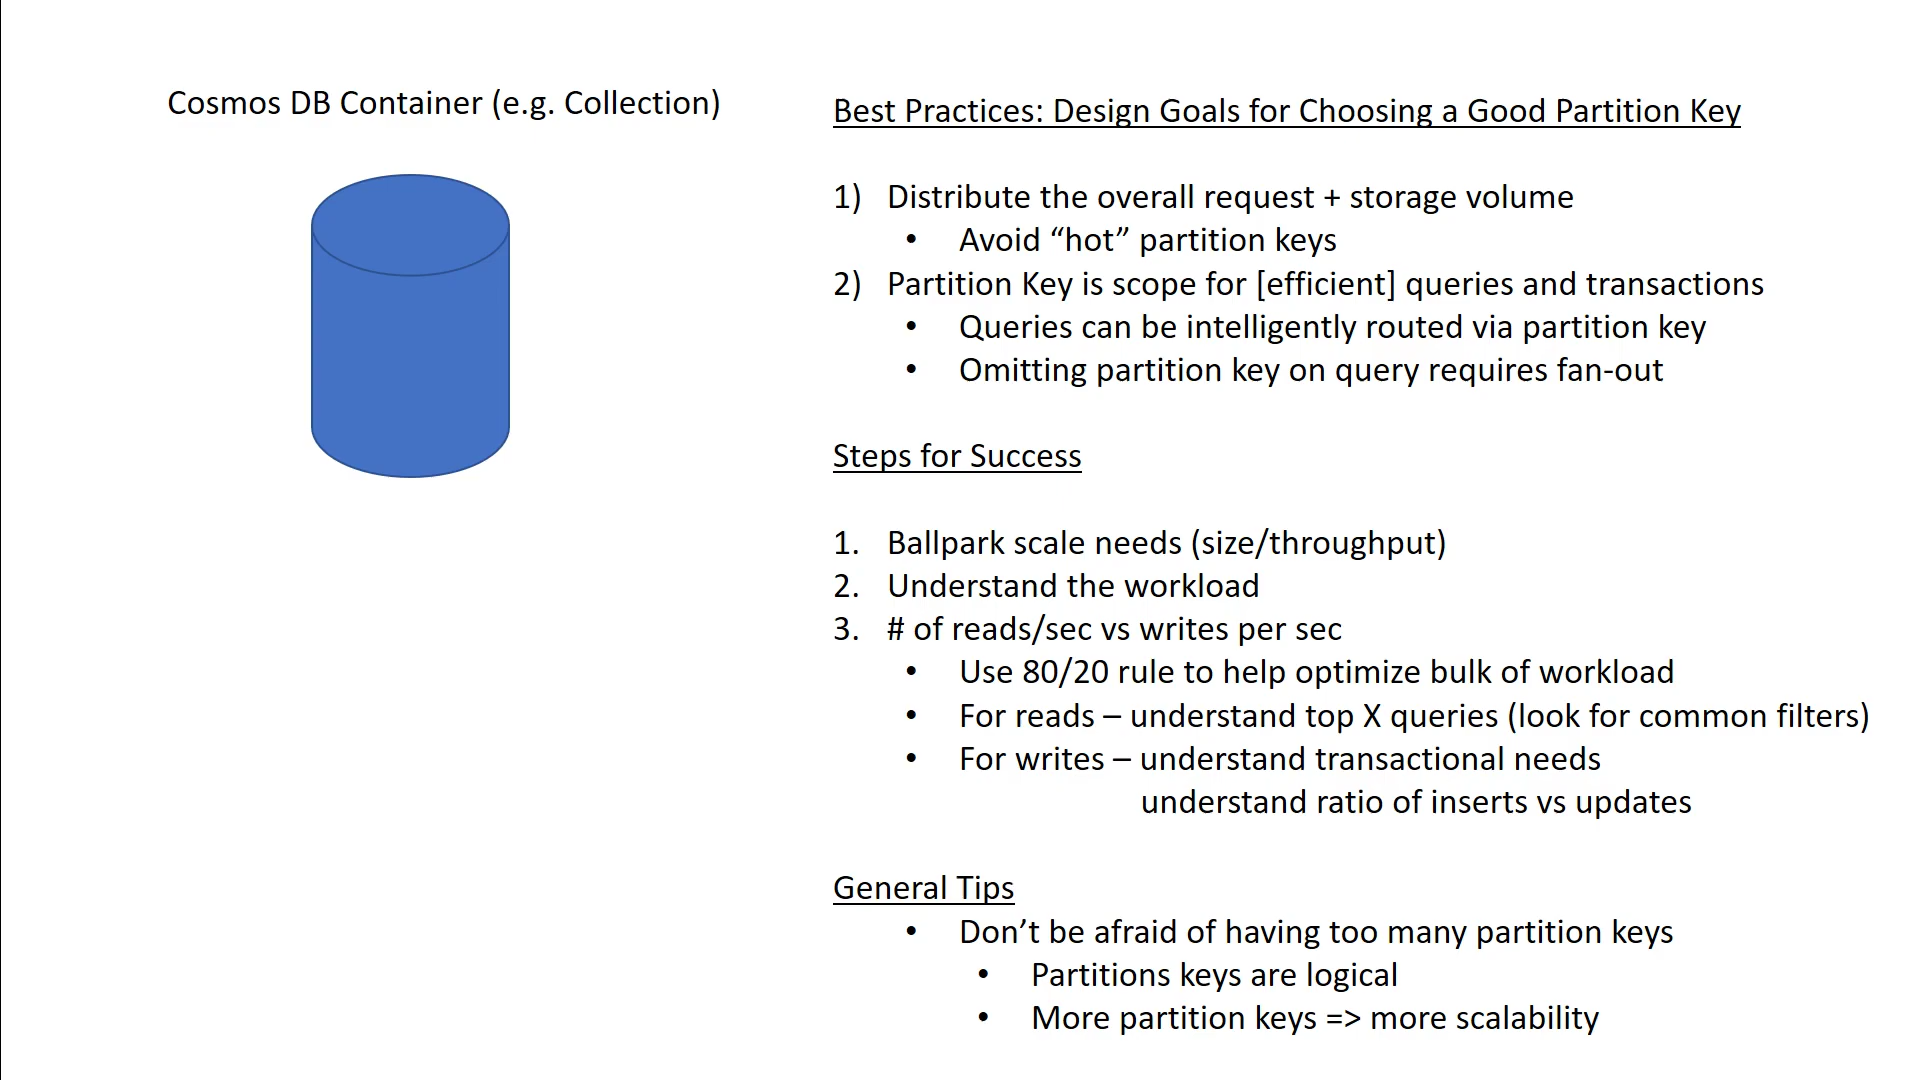 Cosmos DB Container (e.g. Collection)
Best Practices: Design Goals for Choosing a Good Partition Key
1) Distribute the overall request + storage volume
• Avoid “hot” partition keys
2) Partition Key is scope for [efficient] queries and transactions
• Queries can be intelligently routed via partition key
• Omitting partition key on query requires fan-out
Steps for Success
1. Ballpark scale needs (size/throughput)
2. Understand the workload
3. # of reads/sec vs writes per sec
• Use 80/20 rule to help optimize bulk of workload
• For reads – understand top X queries (look for common filters)
• For writes – understand transactional needs
understand ratio of inserts vs updates
General Tips
• Don’t be afraid of having too many partition keys
• Partitions keys are logical
• More partition keys => more scalability